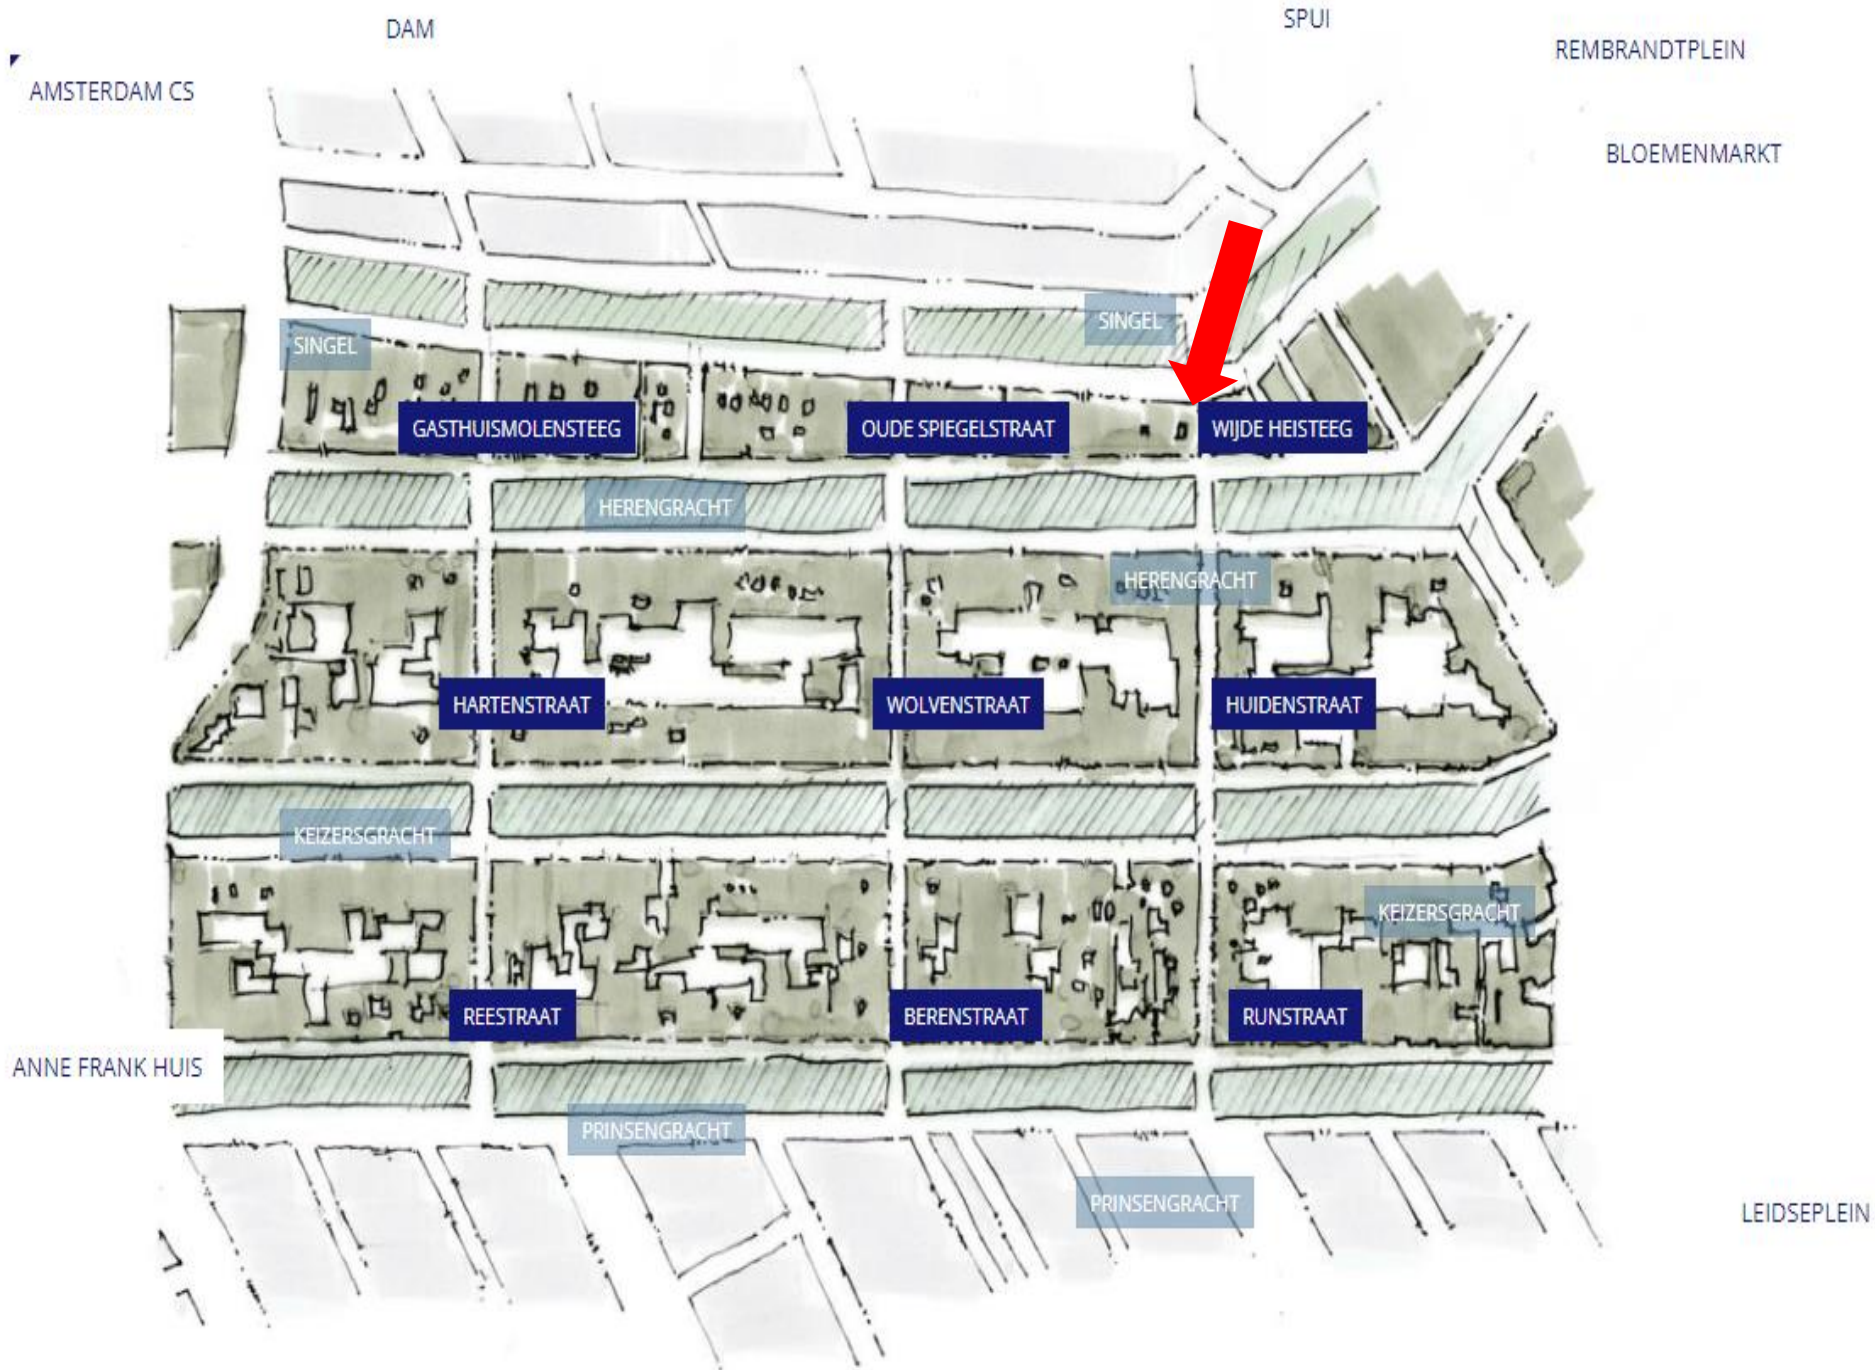 DAM
SPUI
REMBRANDTPLEIN
AMSTERDAM CS
BLOEMENMARKT
SINGEL
SINGEL
GASTHUISMOLENSTEEG
OUDE SPIEGELSTRAAT
WIJDE HEISTEEG
HERENGRACHT
HERENGRACHT
HARTENSTRAAT
WOLVENSTRAAT
HUIDENSTRAAT
KEIZERSGRACHT
KEIZERSGRACHT
REESTRAAT
BERENSTRAAT
RUNSTRAAT
ANNE FRANK HUIS
PRINSENGRACHT
PRINSENGRACHT
LEIDSEPLEIN